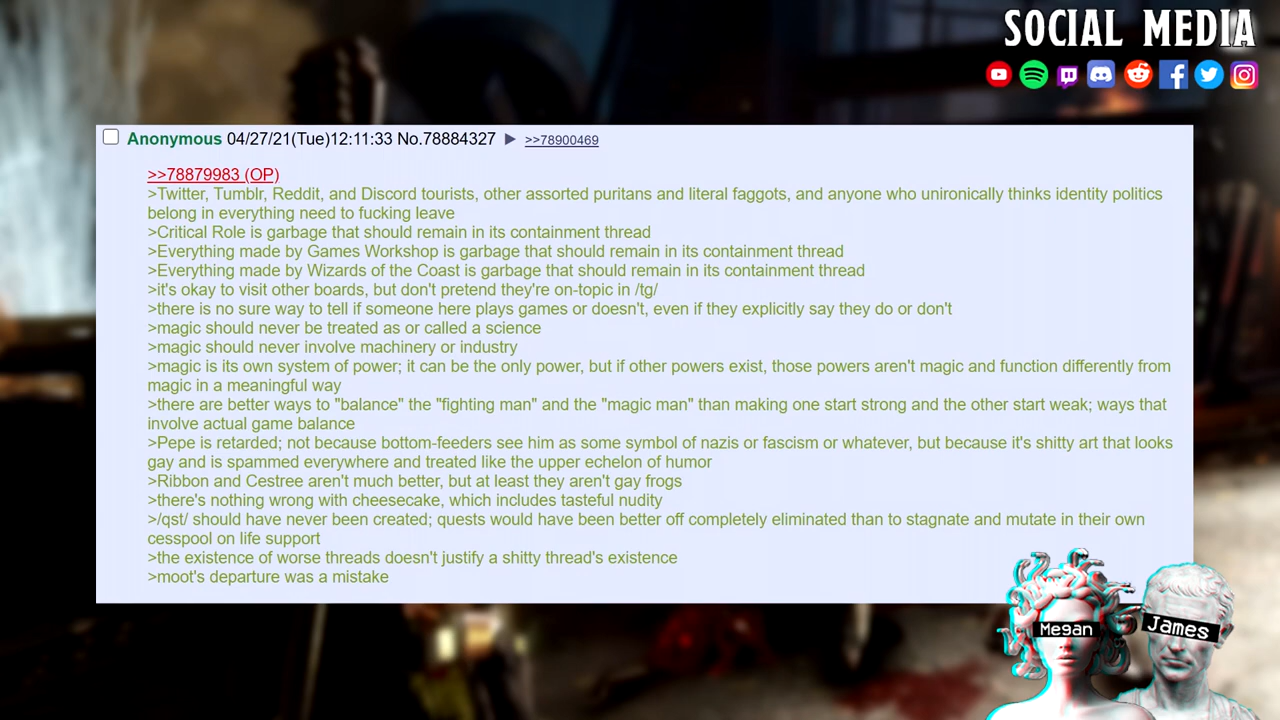 SOCIAL MEDIA
Anonymous 04/27/21(Tue)12:11:33 No.78884327 ▶ >>78900469
>>78879983 (OP)
>Twitter, Tumblr, Reddit, and Discord tourists, other assorted puritans and literal faggots, and anyone who unironically thinks identity politics
belong in everything need to fucking leave
>Critical Role is garbage that should remain in its containment thread
>Everything made by Games Workshop is garbage that should remain in its containment thread
>Everything made by Wizards of the Coast is garbage that should remain in its containment thread
>it's okay to visit other boards, but don't pretend they're on-topic in /tg/
>there is no sure way to tell if someone here plays games or doesn't, even if they explicitly say they do or don't
>magic should never be treated as or called a science
>magic should never involve machinery or industry
>magic is its own system of power; it can be the only power, but if other powers exist, those powers aren't magic and function differently from
magic in a meaningful way
>there are better ways to "balance" the "fighting man" and the "magic man" than making one start strong and the other start weak; ways that
involve actual game balance
>Pepe is retarded; not because bottom-feeders see him as some symbol of nazis or fascism or whatever, but because it's shitty art that looks
gay and is spammed everywhere and treated like the upper echelon of humor
>Ribbon and Cestree aren't much better, but at least they aren't gay frogs
>there's nothing wrong with cheesecake, which includes tasteful nudity
>/qst/ should have never been created; quests would have been better off completely eliminated than to stagnate and mutate in their own
cesspool on life support
>the existence of worse threads doesn't justify a shitty thread's existence
>moot's departure was a mistake
Megan
James